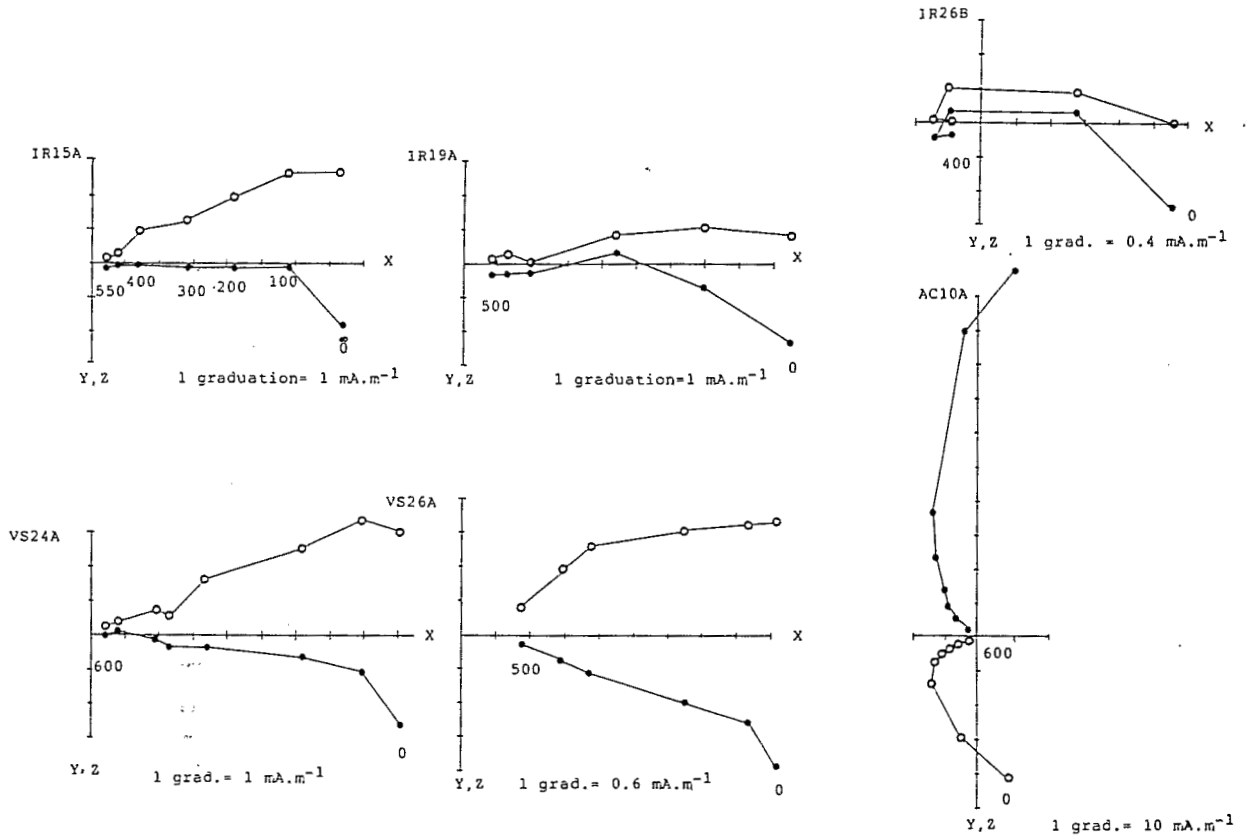 IR15A
X
550 400 300 200 100 0
Y,Z 1 graduation= 1 mA.m⁻¹
IR19A
X
500
0
Y,Z 1 graduation=1 mA.m⁻¹
IR26B
X
400
0
Y,Z 1 grad. = 0.4 mA.m⁻¹
VS24A
X
600
0
Y,Z 1 grad.= 1 mA.m⁻¹
VS26A
X
500
0
Y,Z 1 grad.= 0.6 mA.m⁻¹
AC10A
600
0
Y,Z 1 grad.= 10 mA.m⁻¹